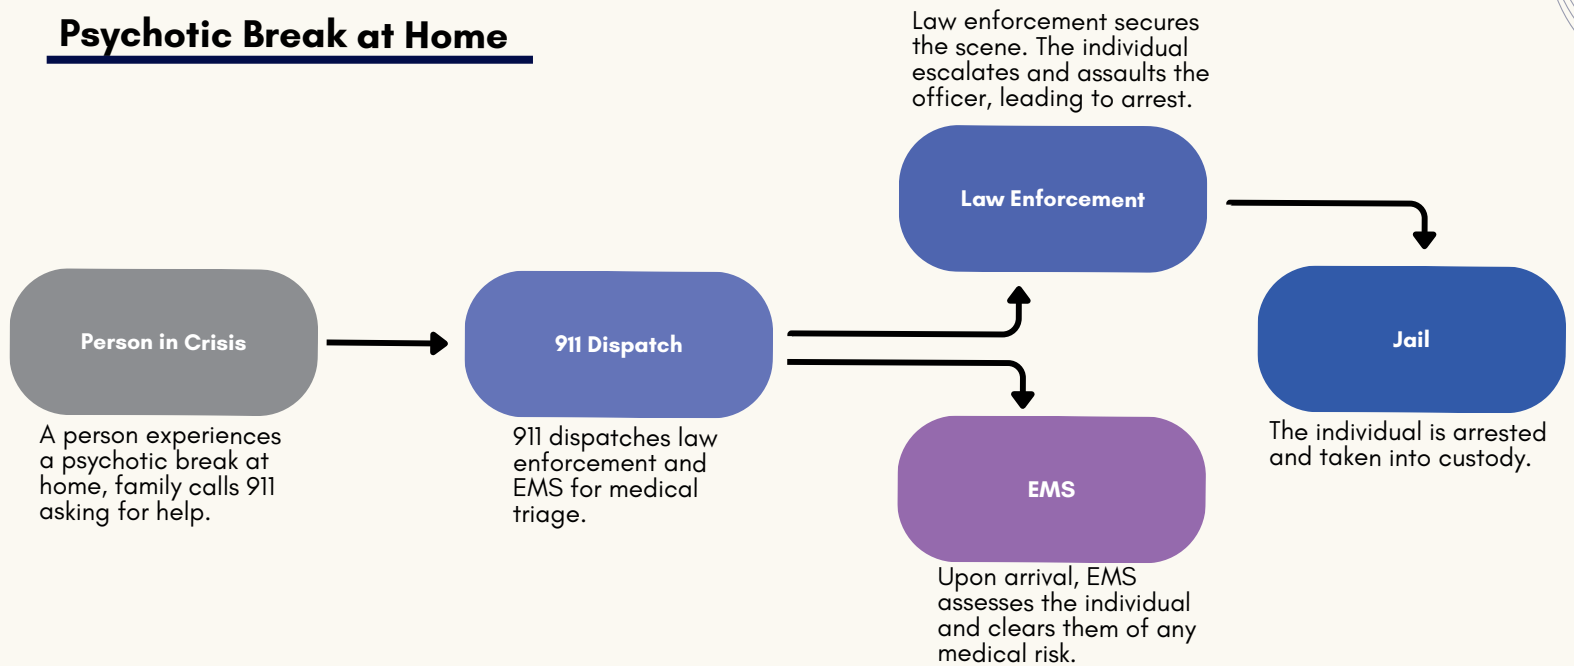 Psychotic Break at Home
Law enforcement secures
the scene. The individual
escalates and assaults the
officer, leading to arrest.
Law Enforcement
Person in Crisis
911 Dispatch
Jail
A person experiences
a psychotic break at
home, family calls 911
asking for help.
911 dispatches law
enforcement and
EMS for medical
triage.
EMS
The individual is arrested
and taken into custody.
Upon arrival, EMS
assesses the individual
and clears them of any
medical risk.